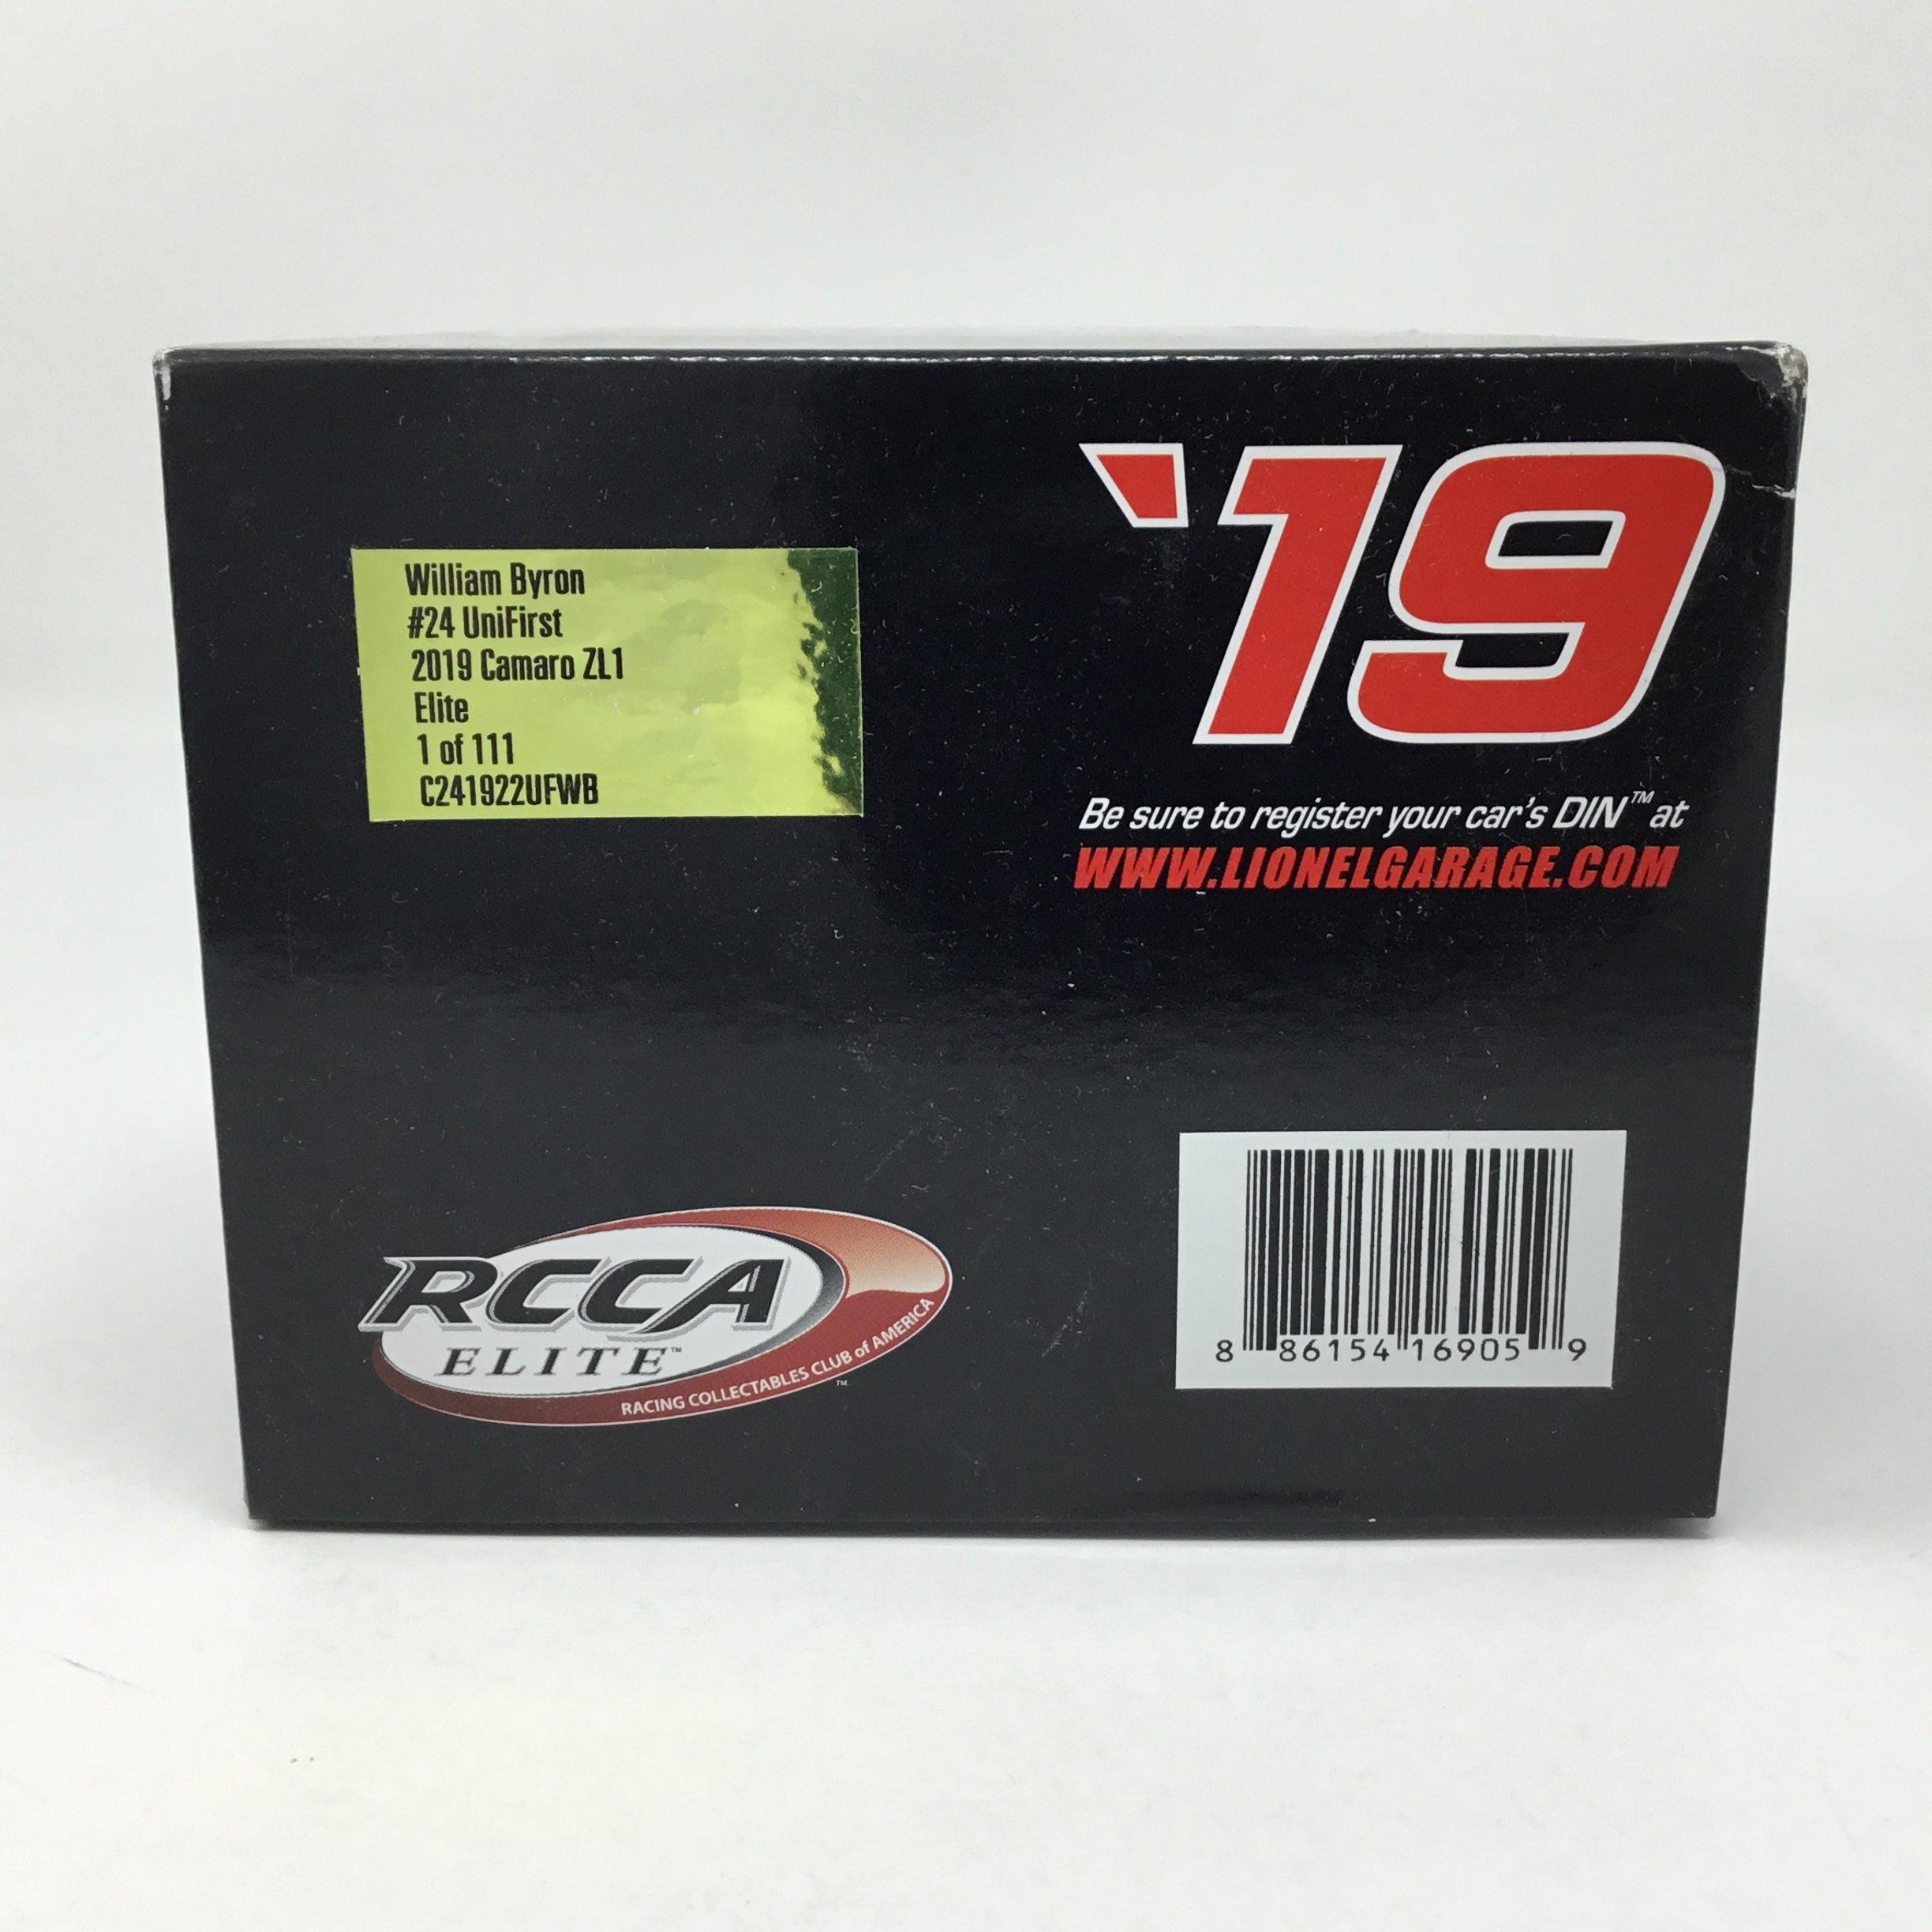 William Byron
#24 UniFirst
2019 Camaro ZL1
Elite
1 of 111
C241922UFWB
'19
Be sure to register your car's DIN™ at
WWW.LIONELGARAGE.COM
RCCA
ELITE™
RACING COLLECTABLES CLUB of AMERICA
™
8 86154 16905 9